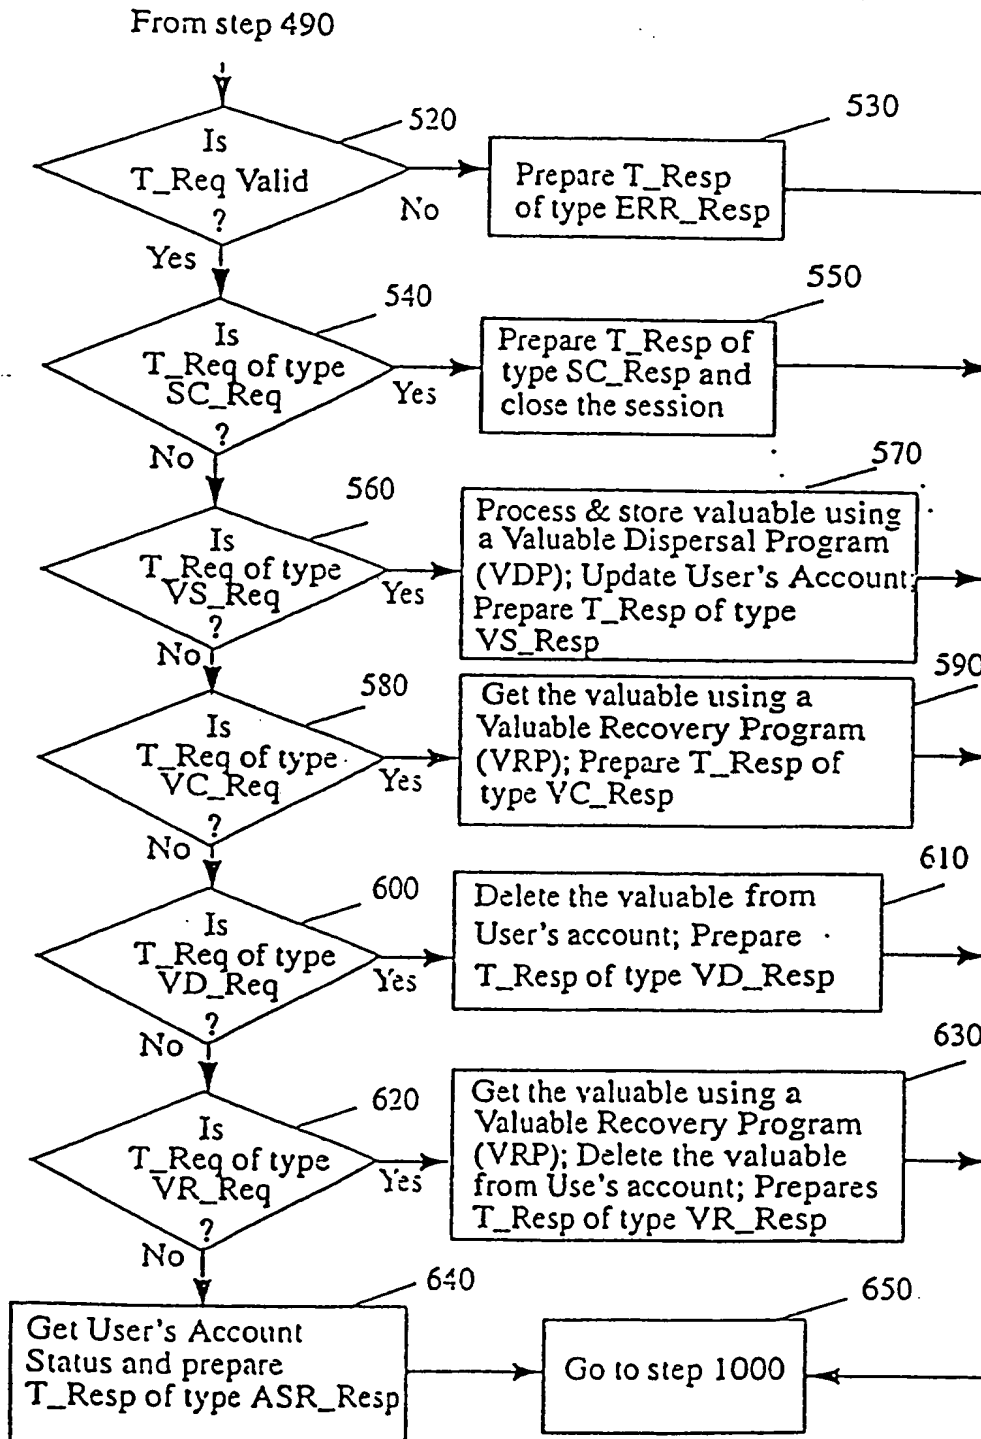 From step 490
520
Is
T_Req Valid
?
No
Yes
530
Prepare T_Resp
of type ERR_Resp
540
Is
T_Req of type
SC_Req
?
Yes
No
550
Prepare T_Resp of
type SC_Resp and
close the session
560
Is
T_Req of type
VS_Req
?
Yes
No
570
Process & store valuable using
a Valuable Dispersal Program
(VDP); Update User's Account;
Prepare T_Resp of type
VS_Resp
580
Is
T_Req of type
VC_Req
?
Yes
No
590
Get the valuable using a
Valuable Recovery Program
(VRP); Prepare T_Resp of
type VC_Resp
600
Is
T_Req of type
VD_Req
?
Yes
No
610
Delete the valuable from
User's account; Prepare
T_Resp of type VD_Resp
620
Is
T_Req of type
VR_Req
?
Yes
No
630
Get the valuable using a
Valuable Recovery Program
(VRP); Delete the valuable
from Use's account; Prepares
T_Resp of type VR_Resp
640
Get User's Account
Status and prepare
T_Resp of type ASR_Resp
650
Go to step 1000